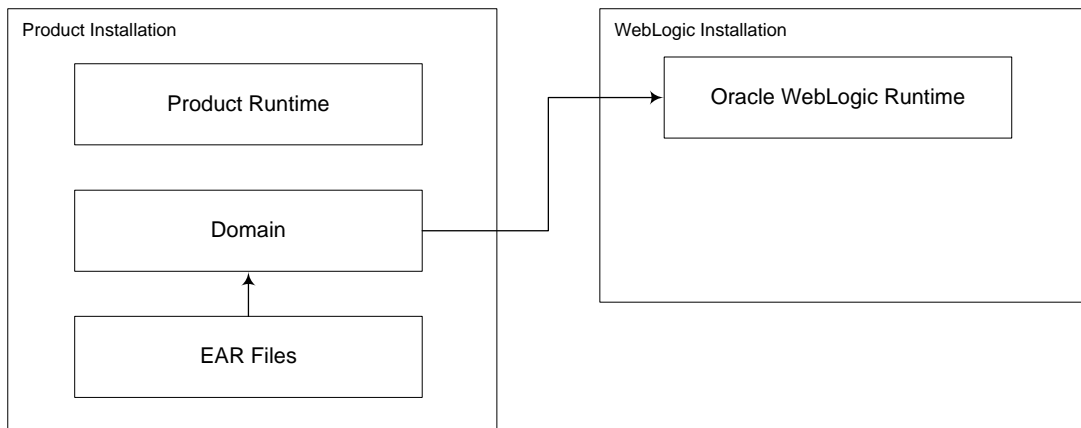 Product Installation
Product Runtime
Domain
EAR Files
WebLogic Installation
Oracle WebLogic Runtime